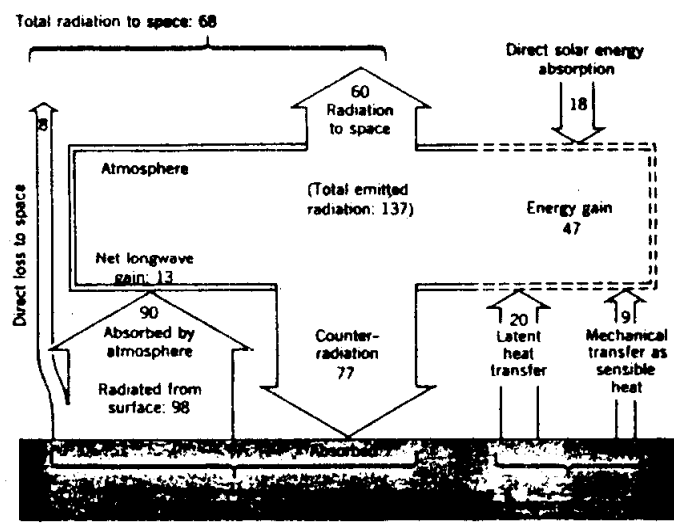 Total radiation to space: 68
Direct solar energy
absorption
18
60
Radiation
to space
8
Direct loss to space
Atmosphere
(Total emitted
radiation: 137)
Energy gain
47
Net longwave
gain: 13
90
Absorbed by
atmosphere
Radiated from
surface: 98
Counter-
radiation
77
20
Latent
heat
transfer
9
Mechanical
transfer as
sensible
heat
Absorbed